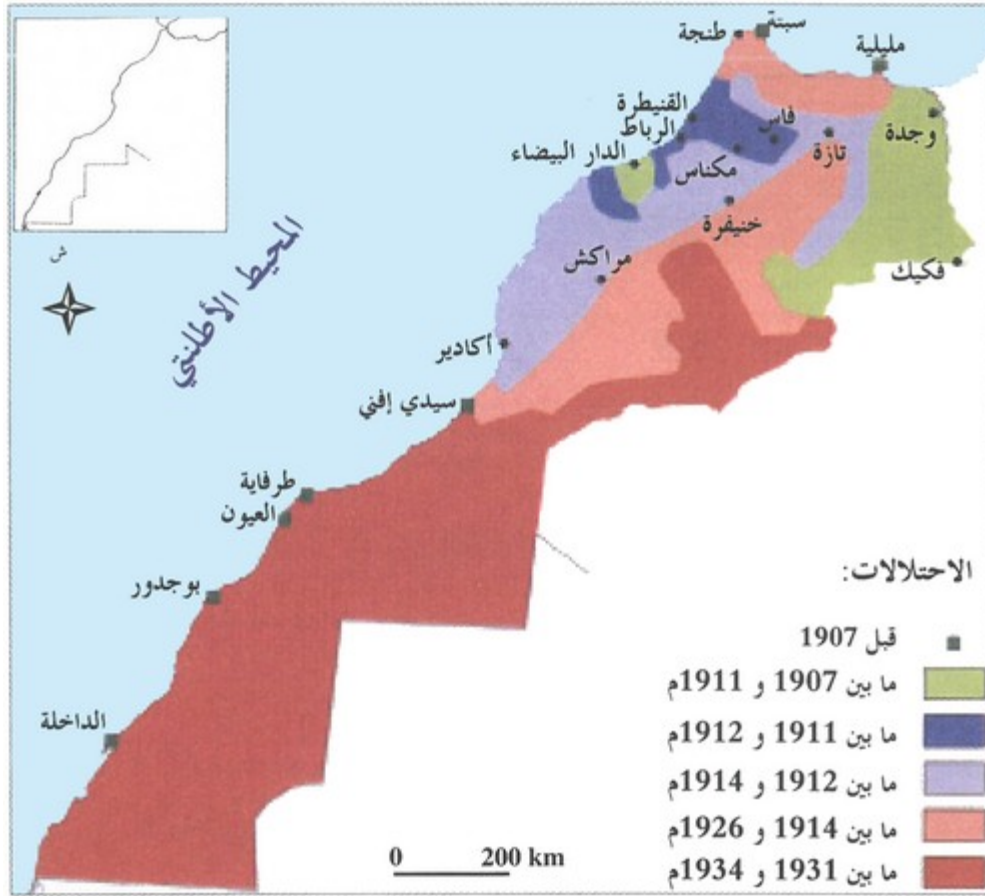 سبتة
طنجة
مليلية
القنيطرة
الرباط
فاس
وجدة
الدار البيضاء
مكناس
تازة
خنيفرة
فكيك
مراكش
ش
المحيط الأطلنتي
أكادير
سيدي إفني
طرفاية
العيون
بوجدور
الداخلة
الاحتلالات:
قبل 1907
ما بين 1907 و 1911م
ما بين 1911 و 1912م
ما بين 1912 و 1914م
ما بين 1914 و 1926م
ما بين 1931 و 1934م
0 200 km